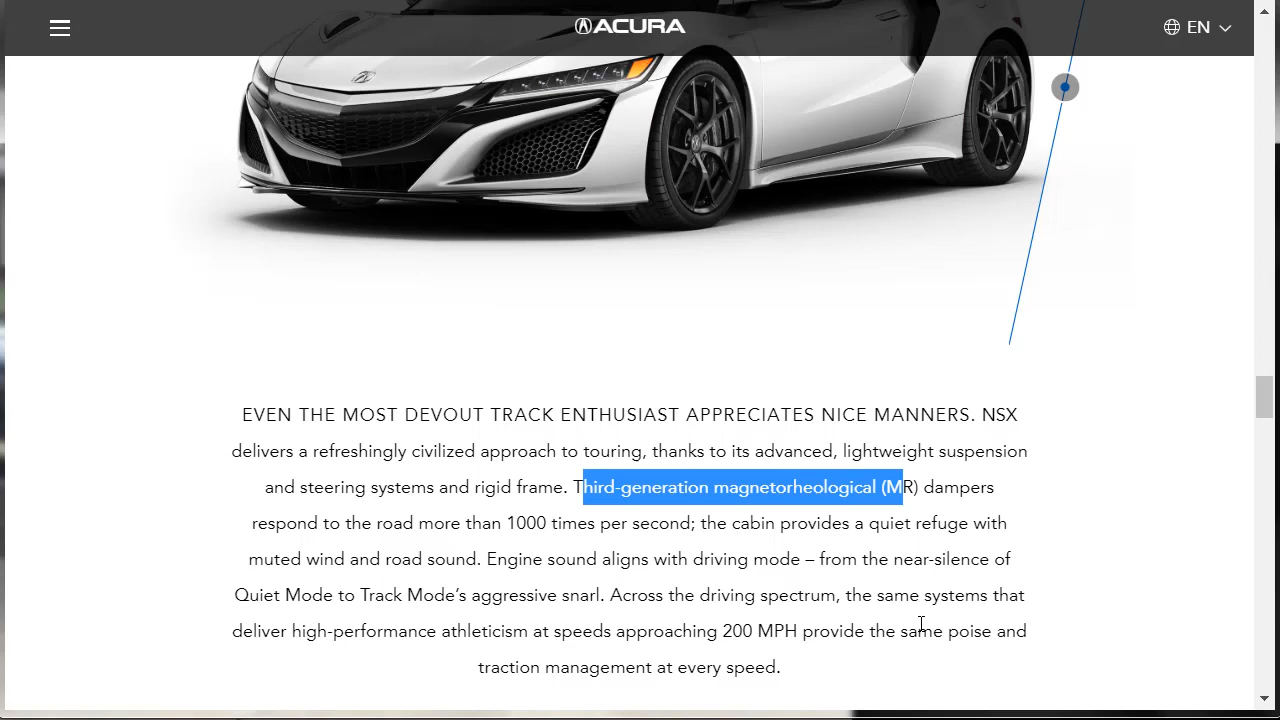 ACURA
EN
EVEN THE MOST DEVOUT TRACK ENTHUSIAST APPRECIATES NICE MANNERS. NSX
delivers a refreshingly civilized approach to touring, thanks to its advanced, lightweight suspension
and steering systems and rigid frame. Third-generation magnetorheological (MR) dampers
respond to the road more than 1000 times per second; the cabin provides a quiet refuge with
muted wind and road sound. Engine sound aligns with driving mode – from the near-silence of
Quiet Mode to Track Mode’s aggressive snarl. Across the driving spectrum, the same systems that
deliver high-performance athleticism at speeds approaching 200 MPH provide the same poise and
traction management at every speed.